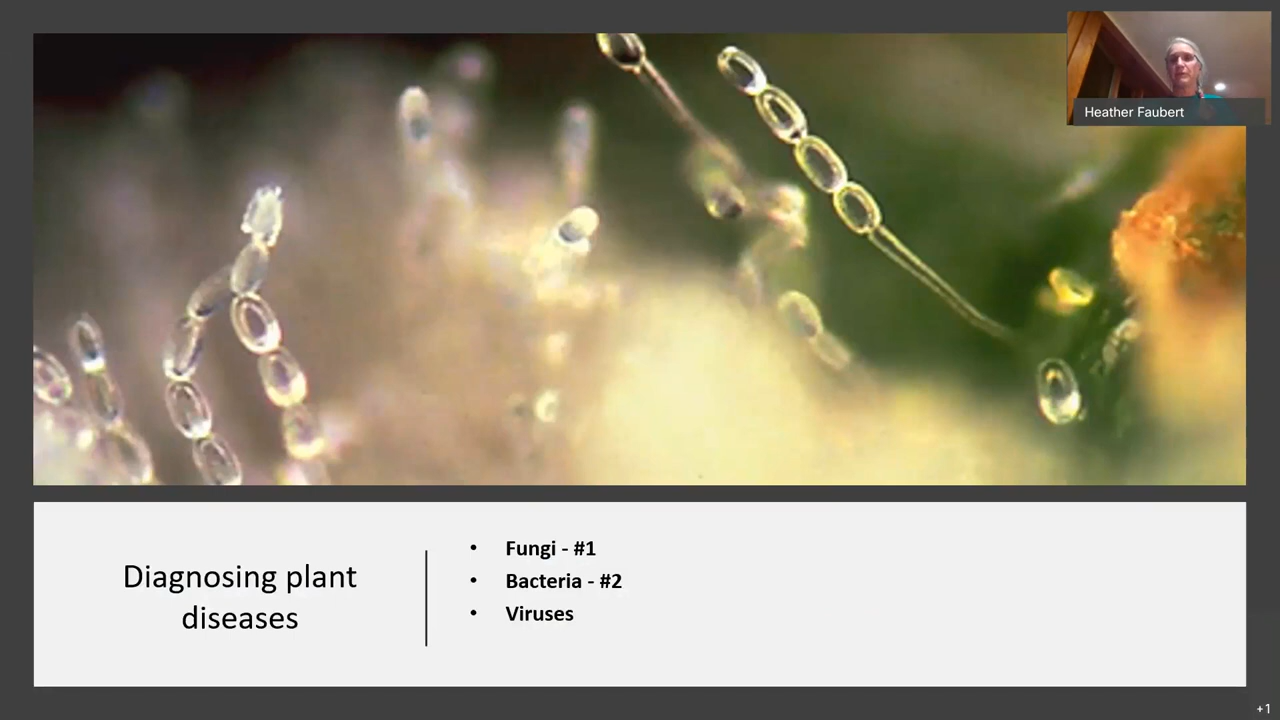 Heather Faubert
Diagnosing plant
diseases
• Fungi - #1
• Bacteria - #2
• Viruses
+1